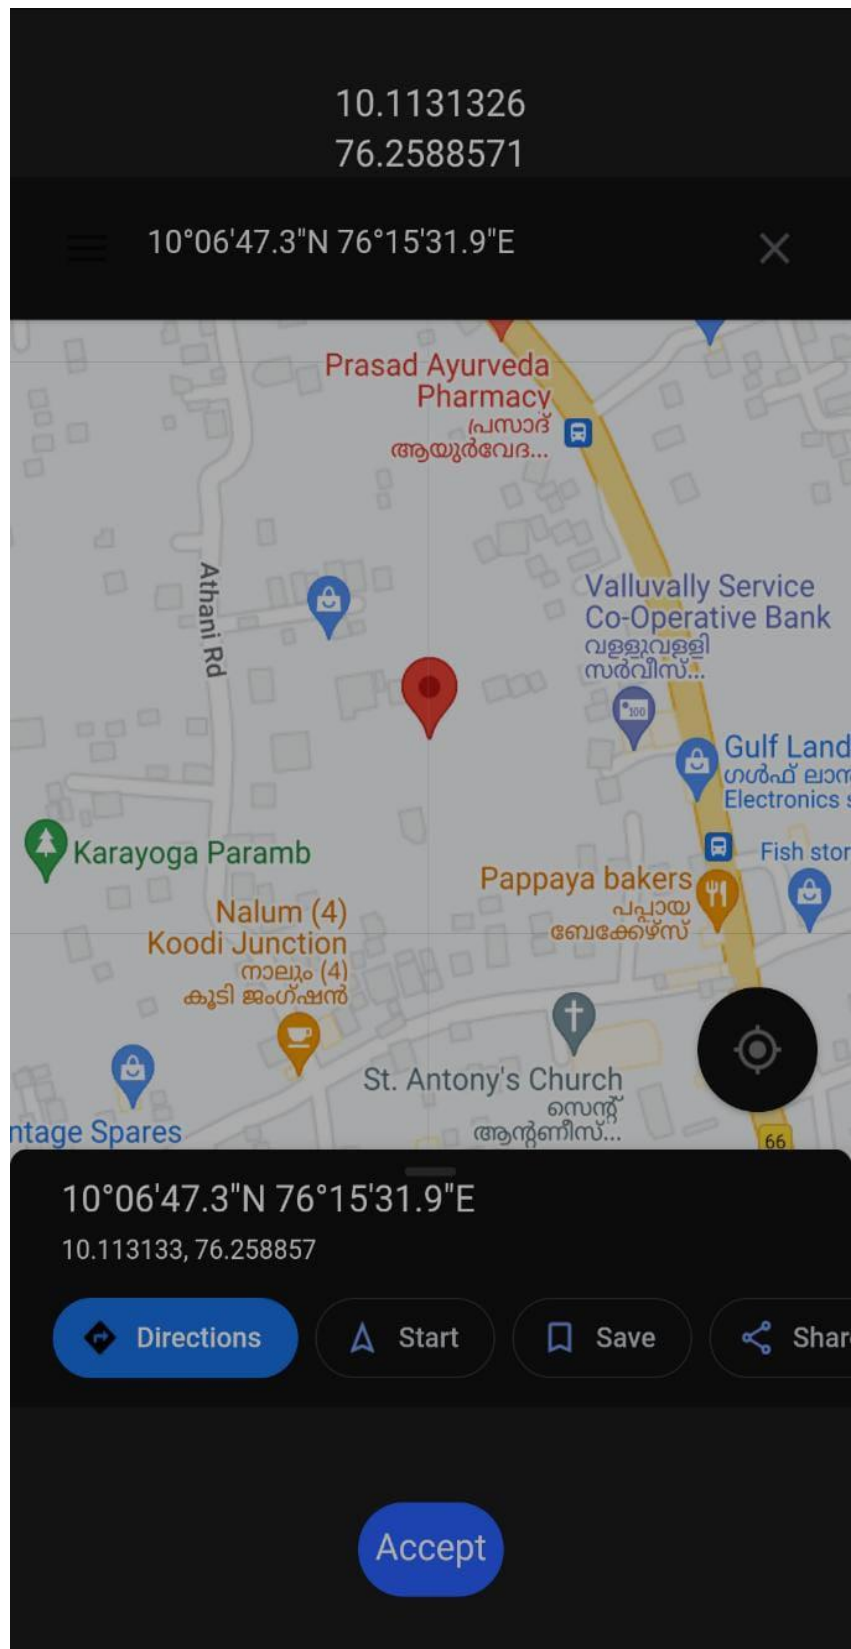 10.1131326
76.2588571
10°06'47.3"N 76°15'31.9"E
Prasad Ayurveda
Pharmacy
പ്രസാദ്
ആയുർവേദ...
Athani Rd
Valluvally Service
Co-Operative Bank
വള്ളുവള്ളി
സർവീസ്...
100
Gulf Land
ഗൾഫ് ലാൻ
Electronics s
Karayoga Paramb
Fish stor
Pappaya bakers
പപ്പായ
ബേക്കേഴ്സ്
Nalum (4)
Koodi Junction
നാലും (4)
കൂടി ജംഗ്ഷൻ
St. Antony's Church
സെന്റ്
ആന്റണീസ്...
ntage Spares
66
10°06'47.3"N 76°15'31.9"E
10.113133, 76.258857
Directions
Start
Save
Shar
Accept